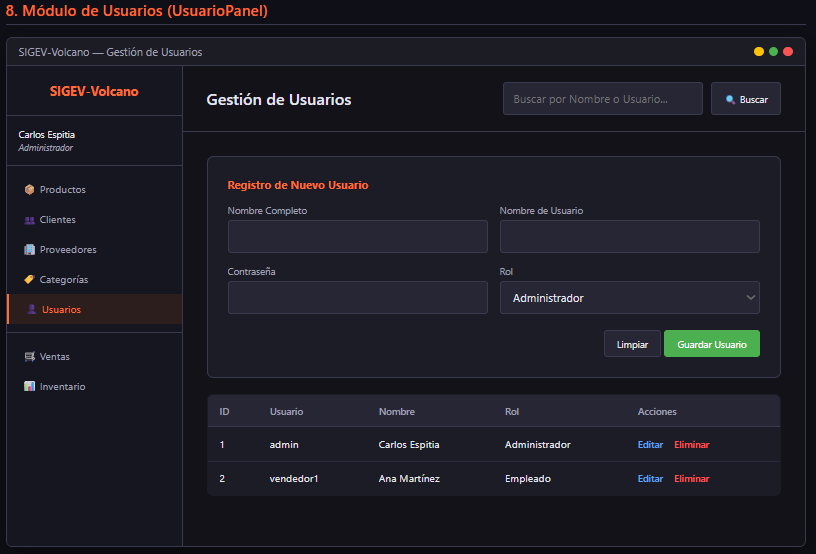 8. Módulo de Usuarios (UsuarioPanel)
SIGEV-Volcano — Gestión de Usuarios
SIGEV-Volcano
Carlos Espitia
Administrador
Productos
Clientes
Proveedores
Categorías
Usuarios
Ventas
Inventario
Gestión de Usuarios
Buscar por Nombre o Usuario...
Buscar
Registro de Nuevo Usuario
Nombre Completo
Nombre de Usuario
Contraseña
Rol
Administrador
Limpiar
Guardar Usuario
ID Usuario Nombre Rol Acciones
1 admin Carlos Espitia Administrador Editar Eliminar
2 vendedor1 Ana Martínez Empleado Editar Eliminar